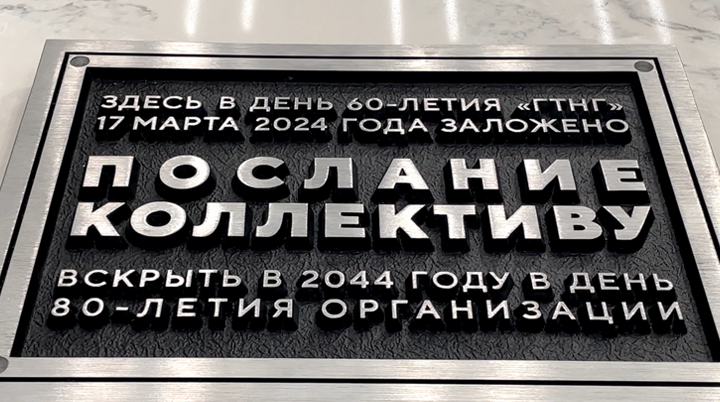 ЗДЕСЬ В ДЕНЬ 60-ЛЕТИЯ «ГТНГ»
17 МАРТА 2024 ГОДА ЗАЛОЖЕНО
ПОСЛАНИЕ
КОЛЛЕКТИВУ
ВСКРЫТЬ В 2044 ГОДУ В ДЕНЬ
80-ЛЕТИЯ ОРГАНИЗАЦИИ